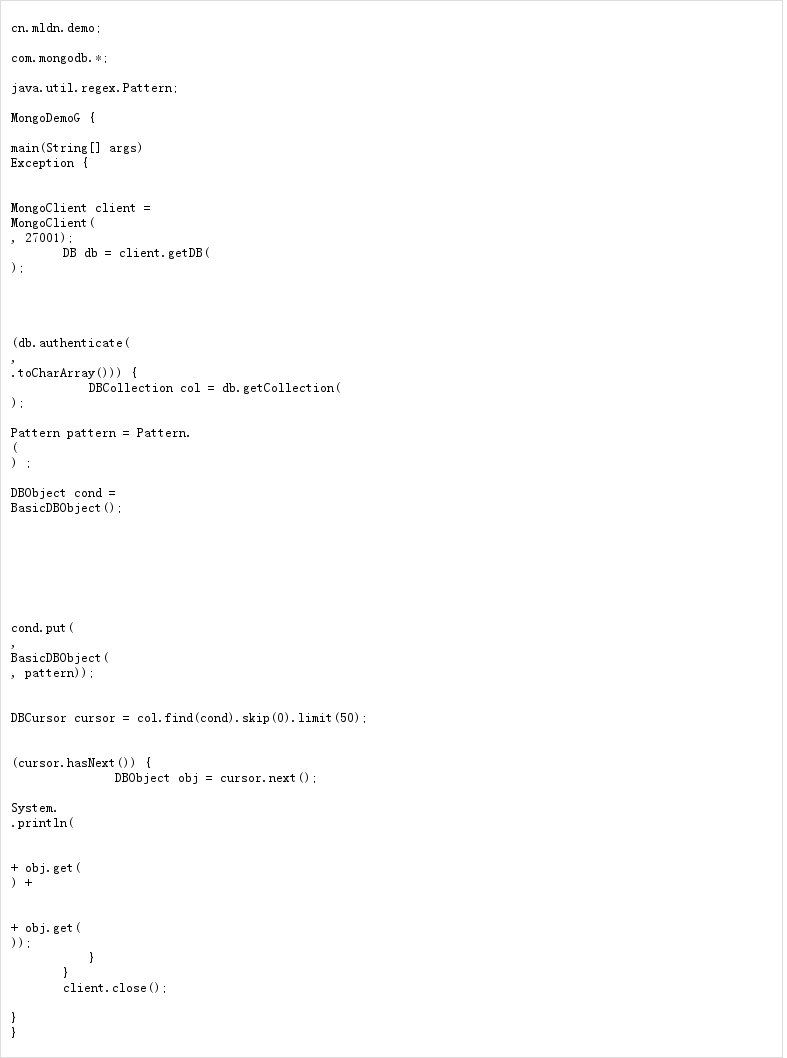 cn.mldn.demo;
com.mongodb.*;
java.util.regex.Pattern;
MongoDemoG {
main(String[] args)
Exception {
MongoClient client =
MongoClient(
, 27001);
DB db = client.getDB(
);
(db.authenticate(
,
.toCharArray())) {
DBCollection col = db.getCollection(
);
Pattern pattern = Pattern.
(
) ;
DBObject cond =
BasicDBObject();
cond.put(
,
BasicDBObject(
, pattern));
DBCursor cursor = col.find(cond).skip(0).limit(50);
(cursor.hasNext()) {
DBObject obj = cursor.next();
System.
.println(
+ obj.get(
) +
+ obj.get(
));
}
}
client.close();
}
}